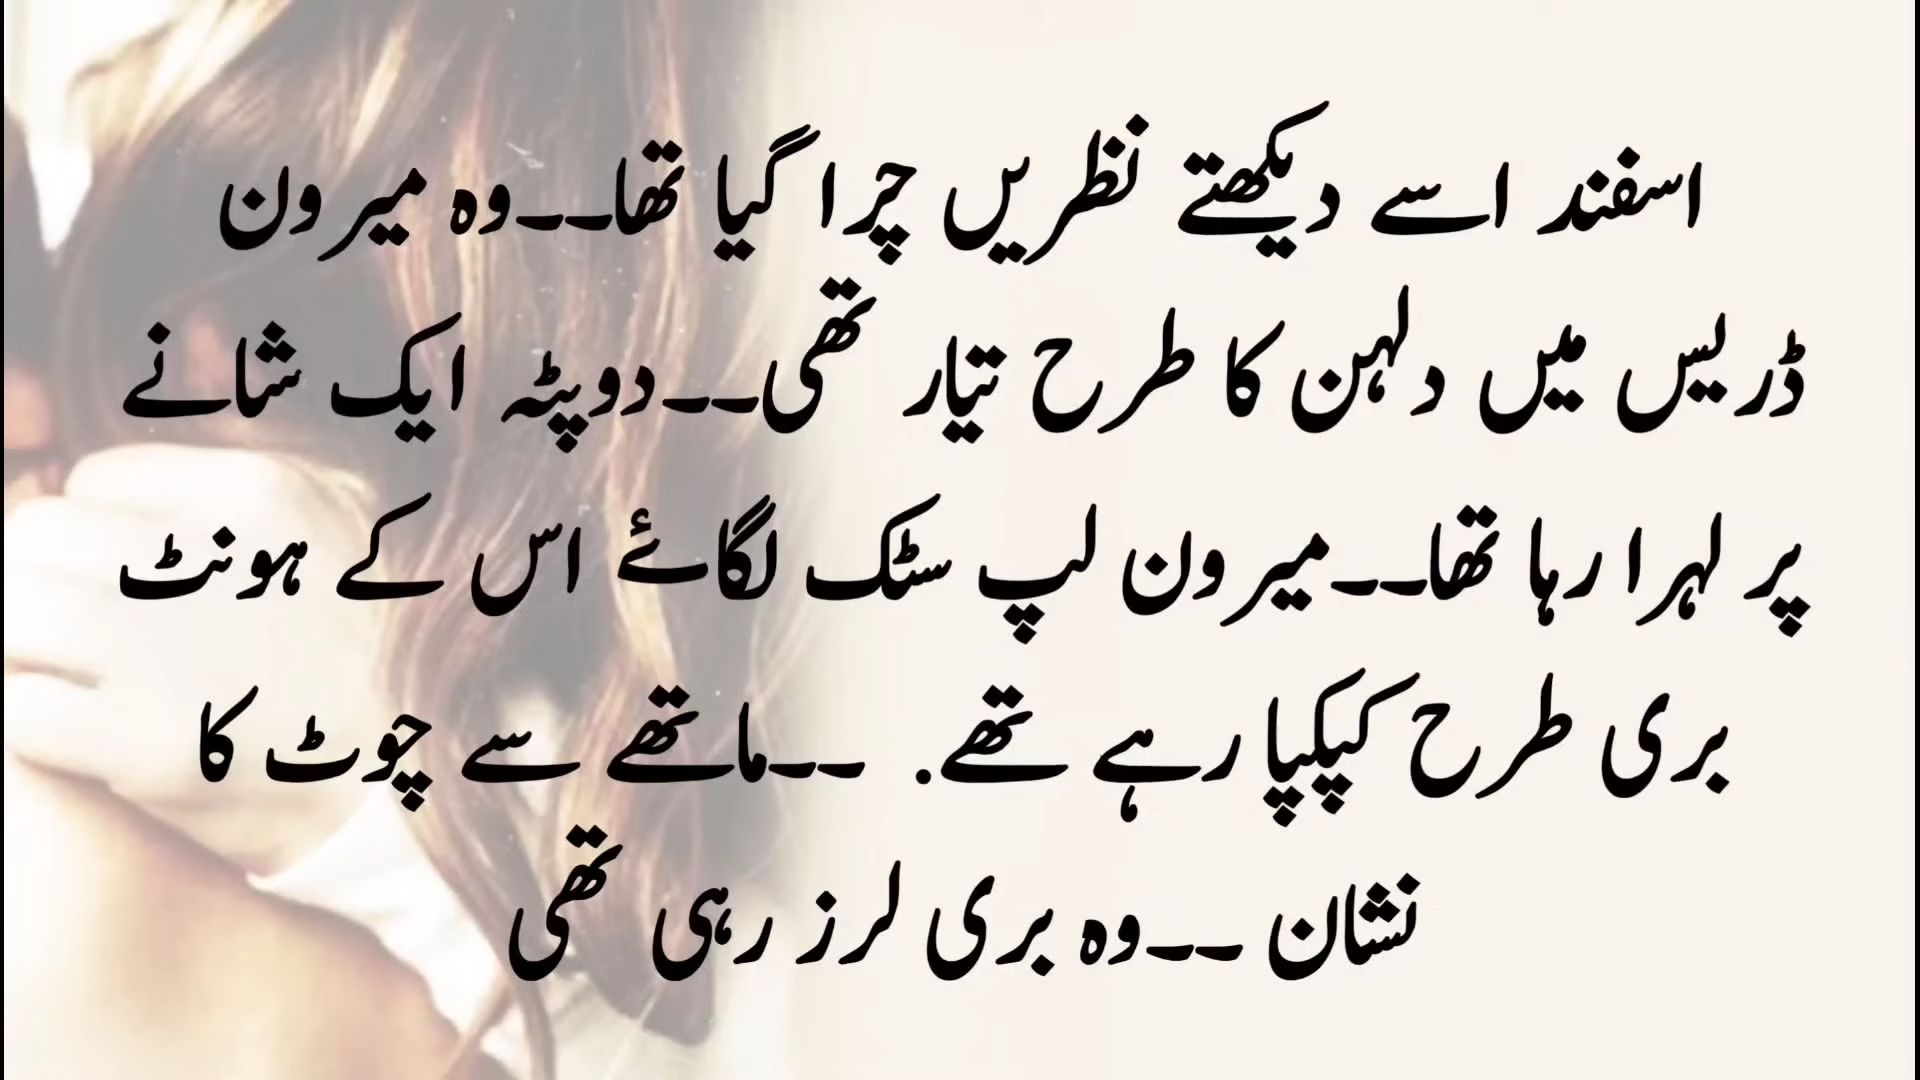 اسفند اسے دیکھتے نظریں چرا گیا تھا۔۔وہ میرون
ڈریس میں دلہن کا طرح تیار تھی۔۔دوپٹہ ایک شانے
پر لہرا رہا تھا۔۔میرون لپ سٹک لگائے اس کے ہونٹ
بری طرح کپکپا رہے تھے. ۔۔ماتھے سے چوٹ کا
نشان ۔۔وہ بری لرز رہی تھی